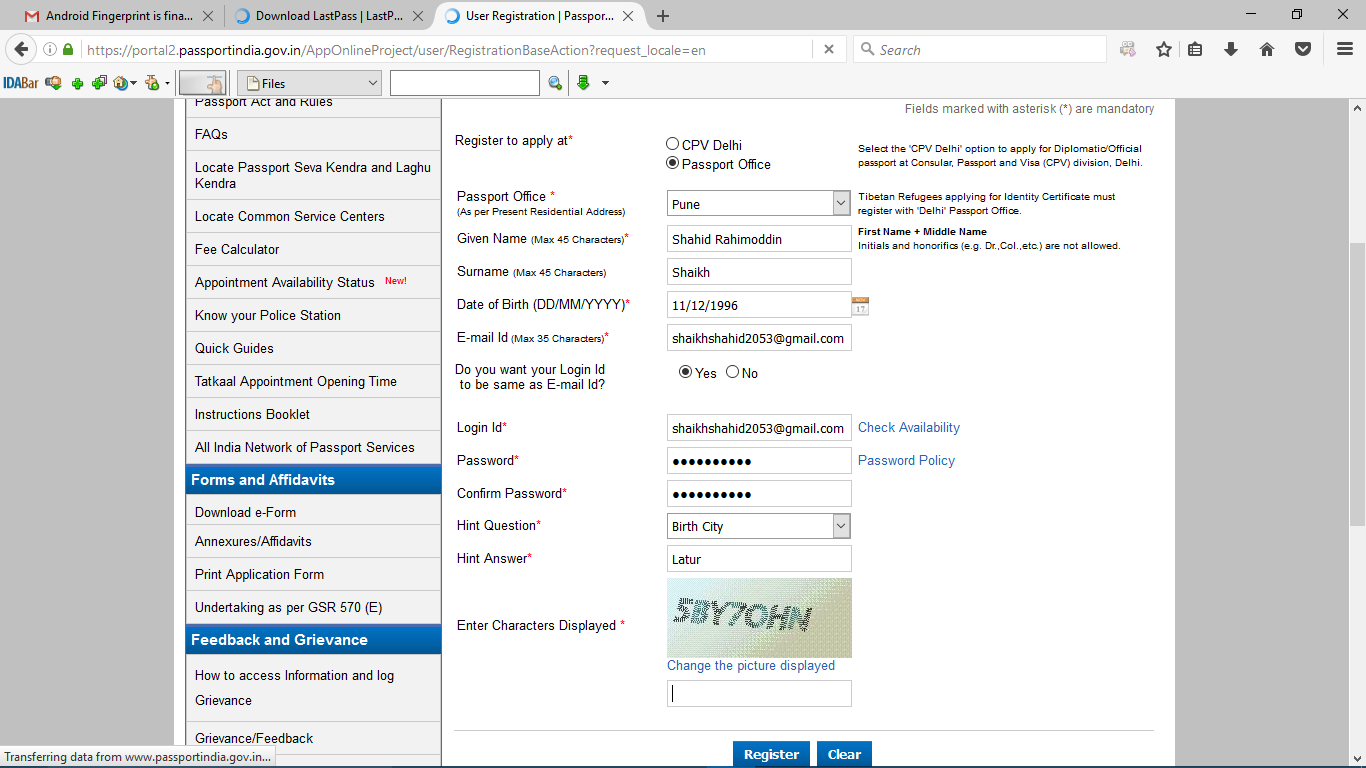 Android Fingerprint is fina...
Download LastPass | LastP...
User Registration | Passpor...
https://portal2.passportindia.gov.in/AppOnlineProject/user/RegistrationBaseAction?request_locale=en
Search
IDABar
Files
Passport Act and Rules
FAQs
Locate Passport Seva Kendra and Laghu
Kendra
Locate Common Service Centers
Fee Calculator
Appointment Availability Status New!
Know your Police Station
Quick Guides
Tatkaal Appointment Opening Time
Instructions Booklet
All India Network of Passport Services
Forms and Affidavits
Download e-Form
Annexures/Affidavits
Print Application Form
Undertaking as per GSR 570 (E)
Feedback and Grievance
How to access Information and log
Grievance
Grievance/Feedback
Fields marked with asterisk (*) are mandatory
Register to apply at*
CPV Delhi
Passport Office
Select the 'CPV Delhi' option to apply for Diplomatic/Official
passport at Consular, Passport and Visa (CPV) division, Delhi.
Passport Office *
(As per Present Residential Address)
Pune
Tibetan Refugees applying for Identity Certificate must
register with 'Delhi' Passport Office.
Given Name (Max 45 Characters)*
Shahid Rahimoddin
First Name + Middle Name
Initials and honorifics (e.g. Dr.,Col.,etc.) are not allowed.
Surname (Max 45 Characters)
Shaikh
Date of Birth (DD/MM/YYYY)*
11/12/1996
17
E-mail Id (Max 35 Characters)*
shaikhshahid2053@gmail.com
Do you want your Login Id
to be same as E-mail Id?
Yes No
Login Id*
shaikhshahid2053@gmail.com
Check Availability
Password*
●●●●●●●●●●
Password Policy
Confirm Password*
●●●●●●●●●●
Hint Question*
Birth City
Hint Answer*
Latur
Enter Characters Displayed *
Change the picture displayed
Register Clear
Transferring data from www.passportindia.gov.in...